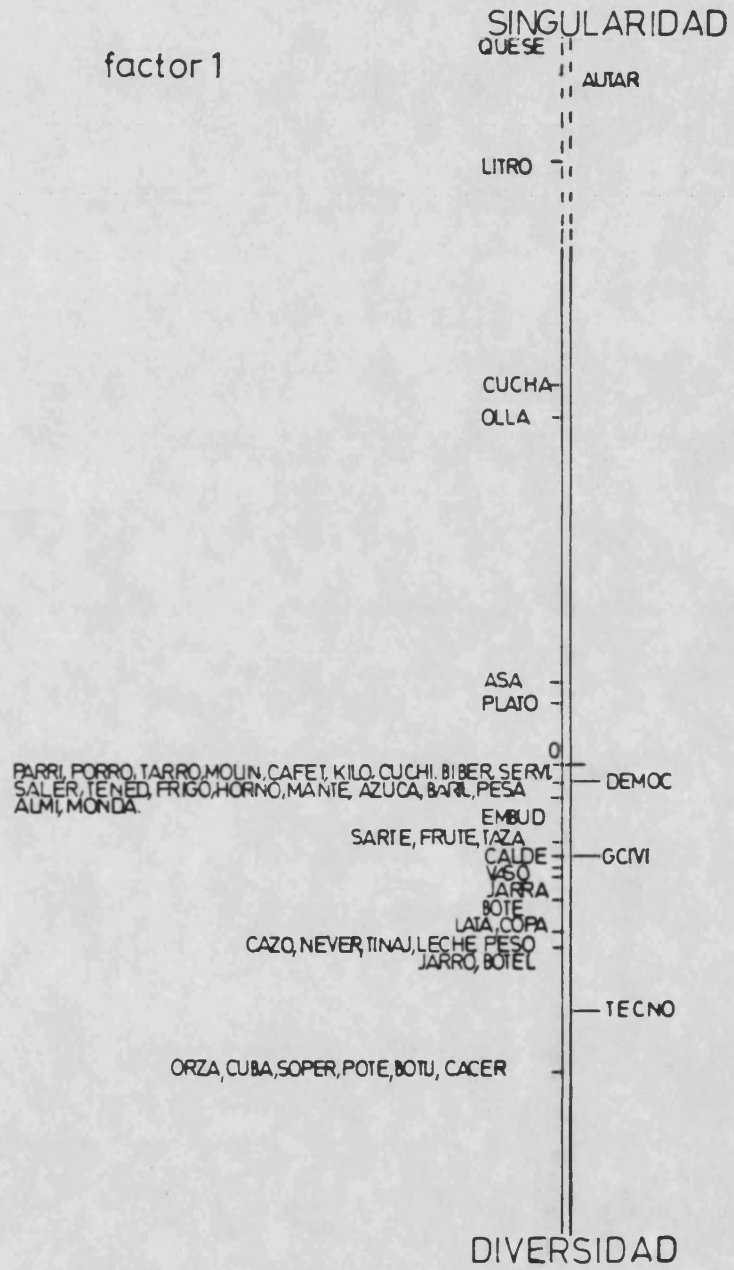 SINGULARIDAD
factor 1
QUESE
AUTAR
LITRO
CUCHA
OLLA
ASA
PLATO
0
PARRI, PORRO, TARRO, MOLIN, CAFET, KILO, CUCHI. BIBER, SERVI,
DEMOC
SALER, TENED, FRIGO, HORNO, MANTE, AZUCA, BARIL, PESA
ALMI, MONDA.
EMBUD
SARTE, FRUTE, TAZA
CALDE
GCIVI
VASO
JARRA
BOTE
LATA, COPA
CAZO, NEVER, TINAJ, LECHE PESO
JARRO, BOTEL
TECNO
ORZA, CUBA, SOPER, POTE, BOTIJ, CACER
DIVERSIDAD